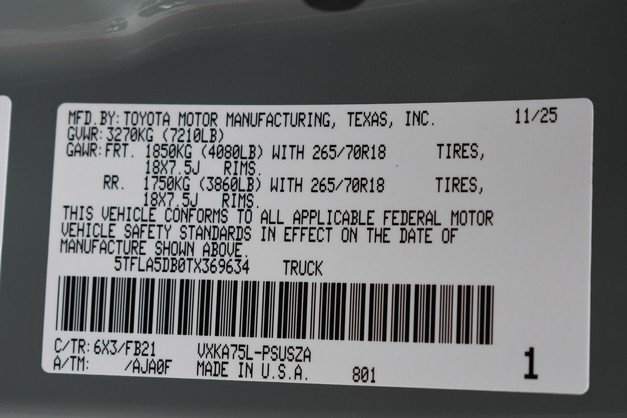 MFD.BY:TOYOTA MOTOR MANUFACTURING, TEXAS, INC. 11/25
GVWR:3270KG (7210LB)
GAWR:FRT. 1850KG (4080LB) WITH 265/70R18 TIRES,
18X7.5J RIMS.
RR. 1750KG (3860LB) WITH 265/70R18 TIRES,
18X7.5J RIMS.
THIS VEHICLE CONFORMS TO ALL APPLICABLE FEDERAL MOTOR
VEHICLE SAFETY STANDARDS IN EFFECT ON THE DATE OF
MANUFACTURE SHOWN ABOVE.
5TFLA5DB0TX369634 TRUCK
C/TR:6X3/FB21 VXKA75L-PSUSZA
A/TM: /AJA0F MADE IN U.S.A. 801 1